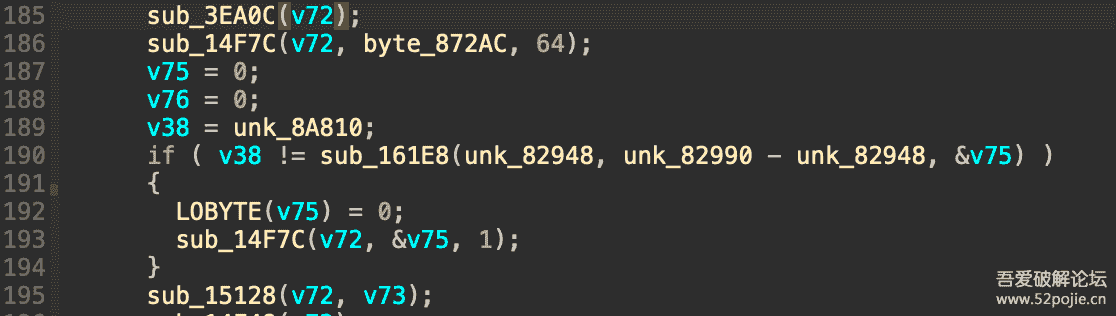 185 sub_3EA0C(v72);
186 sub_14F7C(v72, byte_872AC, 64);
187 v75 = 0;
188 v76 = 0;
189 v38 = unk_8A810;
190 if ( v38 != sub_161E8(unk_82948, unk_82990 - unk_82948, &v75) )
191 {
192 LOBYTE(v75) = 0;
193 sub_14F7C(v72, &v75, 1);
194 }
195 sub_15128(v72, v73);
吾爱破解论坛
www.52pojie.cn